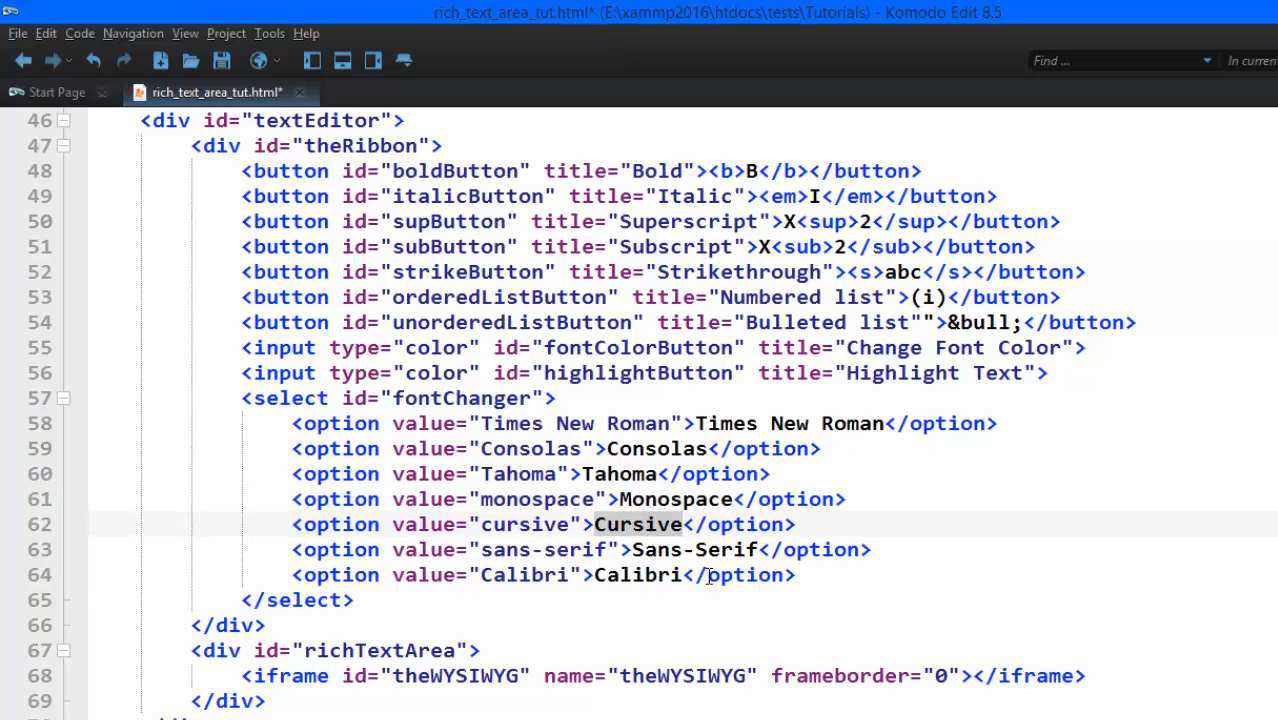 rich_text_area_tut.html* (E:\xammp2016\htdocs\tests\Tutorials) - Komodo Edit 8.5
File Edit Code Navigation View Project Tools Help
Find ... In curren
Start Page rich_text_area_tut.html*
46 <div id="textEditor">
47 <div id="theRibbon">
48 <button id="boldButton" title="Bold"><b>B</b></button>
49 <button id="italicButton" title="Italic"><em>I</em></button>
50 <button id="supButton" title="Superscript">X<sup>2</sup></button>
51 <button id="subButton" title="Subscript">X<sub>2</sub></button>
52 <button id="strikeButton" title="Strikethrough"><s>abc</s></button>
53 <button id="orderedListButton" title="Numbered list">(i)</button>
54 <button id="unorderedListButton" title="Bulleted list"">&bull;</button>
55 <input type="color" id="fontColorButton" title="Change Font Color">
56 <input type="color" id="highlightButton" title="Highlight Text">
57 <select id="fontChanger">
58 <option value="Times New Roman">Times New Roman</option>
59 <option value="Consolas">Consolas</option>
60 <option value="Tahoma">Tahoma</option>
61 <option value="monospace">Monospace</option>
62 <option value="cursive">Cursive</option>
63 <option value="sans-serif">Sans-Serif</option>
64 <option value="Calibri">Calibri</option>
65 </select>
66 </div>
67 <div id="richTextArea">
68 <iframe id="theWYSIWYG" name="theWYSIWYG" frameborder="0"></iframe>
69 </div>